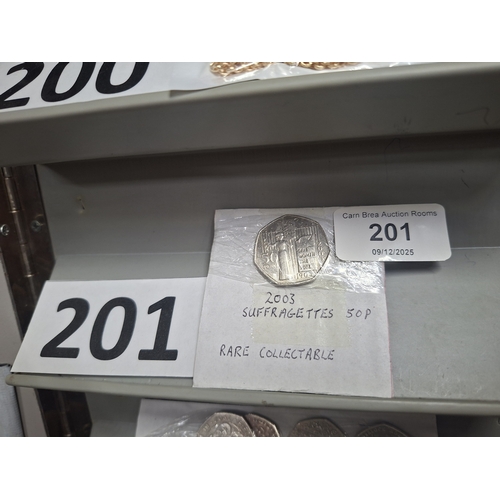 200
Carn Brea Auction Rooms
201
09/12/2025
2003
SUFFRAGETTES 50P
RARE COLLECTABLE
201